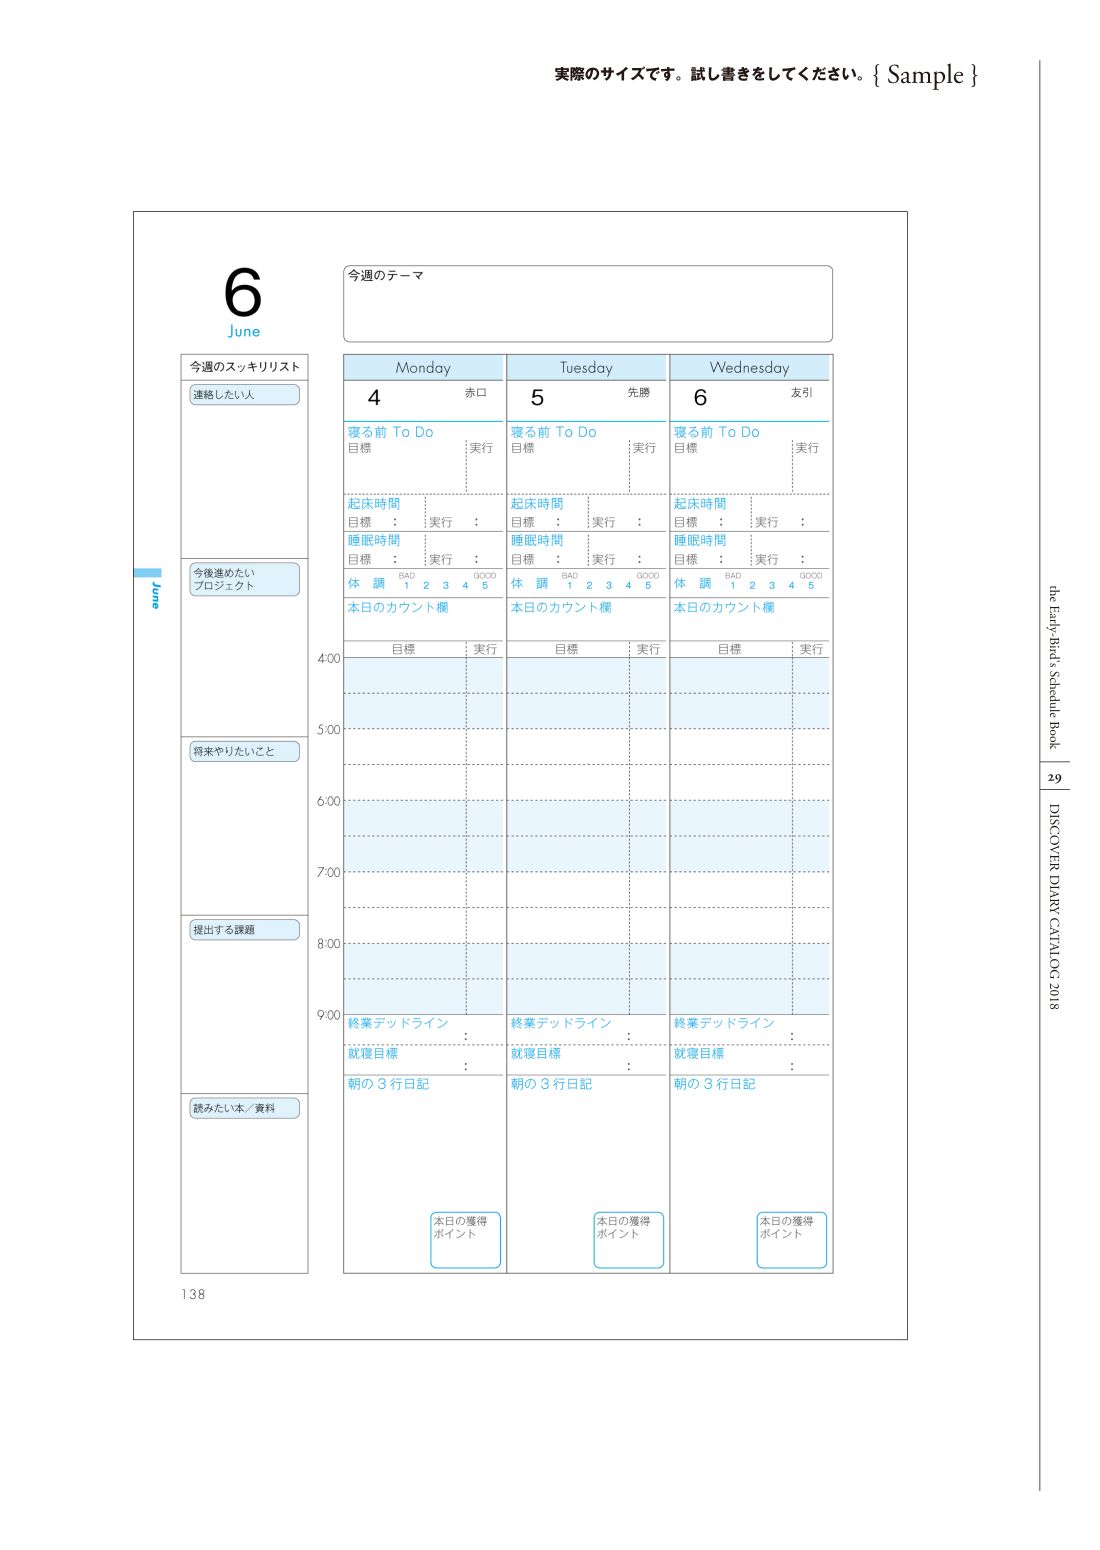 実際のサイズです。試し書きをしてください。{ Sample }
6
June
今週のテーマ
今週のスッキリリスト
連絡したい人
今後進めたい
プロジェクト
将来やりたいこと
提出する課題
読みたい本／資料
Monday Tuesday Wednesday
4 赤口 5 先勝 6 友引
寝る前 To Do 寝る前 To Do 寝る前 To Do
目標 実行 目標 実行 目標 実行
起床時間 起床時間 起床時間
目標 : 実行 : 目標 : 実行 : 目標 : 実行 :
睡眠時間 睡眠時間 睡眠時間
目標 : 実行 : 目標 : 実行 : 目標 : 実行 :
BAD GOOD BAD GOOD BAD GOOD
体 調 1 2 3 4 5 体 調 1 2 3 4 5 体 調 1 2 3 4 5
本日のカウント欄 本日のカウント欄 本日のカウント欄
目標 実行 目標 実行 目標 実行
4:00
5:00
6:00
7:00
8:00
9:00
終業デッドライン : 終業デッドライン : 終業デッドライン :
就寝目標 : 就寝目標 : 就寝目標 :
朝の 3 行日記 朝の 3 行日記 朝の 3 行日記
本日の獲得 本日の獲得 本日の獲得
ポイント ポイント ポイント
138
June
the Early-Bird's Schedule Book
29
DISCOVER DIARY CATALOG 2018